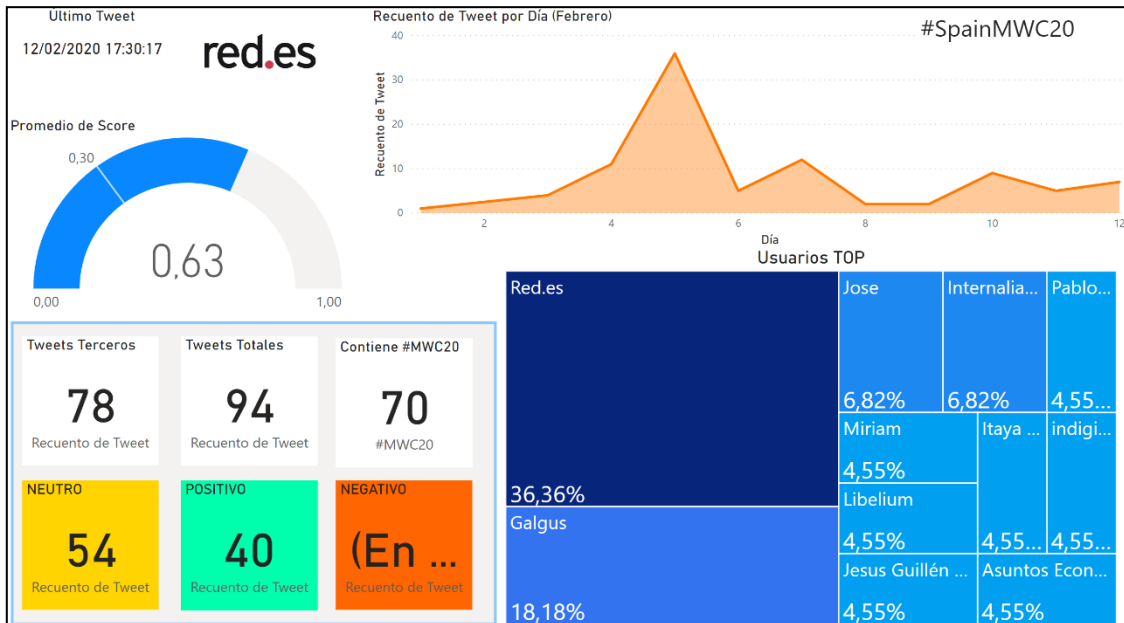 Último Tweet
12/02/2020 17:30:17
red.es
Recuento de Tweet por Día (Febrero)
#SpainMWC20
Recuento de Tweet
40
30
20
10
0
2
4
6
8
10
12
Día
Promedio de Score
0,30
0,63
0,00
1,00
Tweets Terceros
78
Recuento de Tweet
Tweets Totales
94
Recuento de Tweet
Contiene #MWC20
70
#MWC20
NEUTRO
54
Recuento de Tweet
POSITIVO
40
Recuento de Tweet
NEGATIVO
(En ...
Recuento de Tweet
Usuarios TOP
Red.es
36,36%
Galgus
18,18%
Jose
6,82%
Internalia...
6,82%
Pablo...
4,55...
Miriam
4,55%
Libelium
4,55%
Itaya ...
4,55...
indigi...
4,55...
Jesus Guillén ...
4,55%
Asuntos Econ...
4,55%